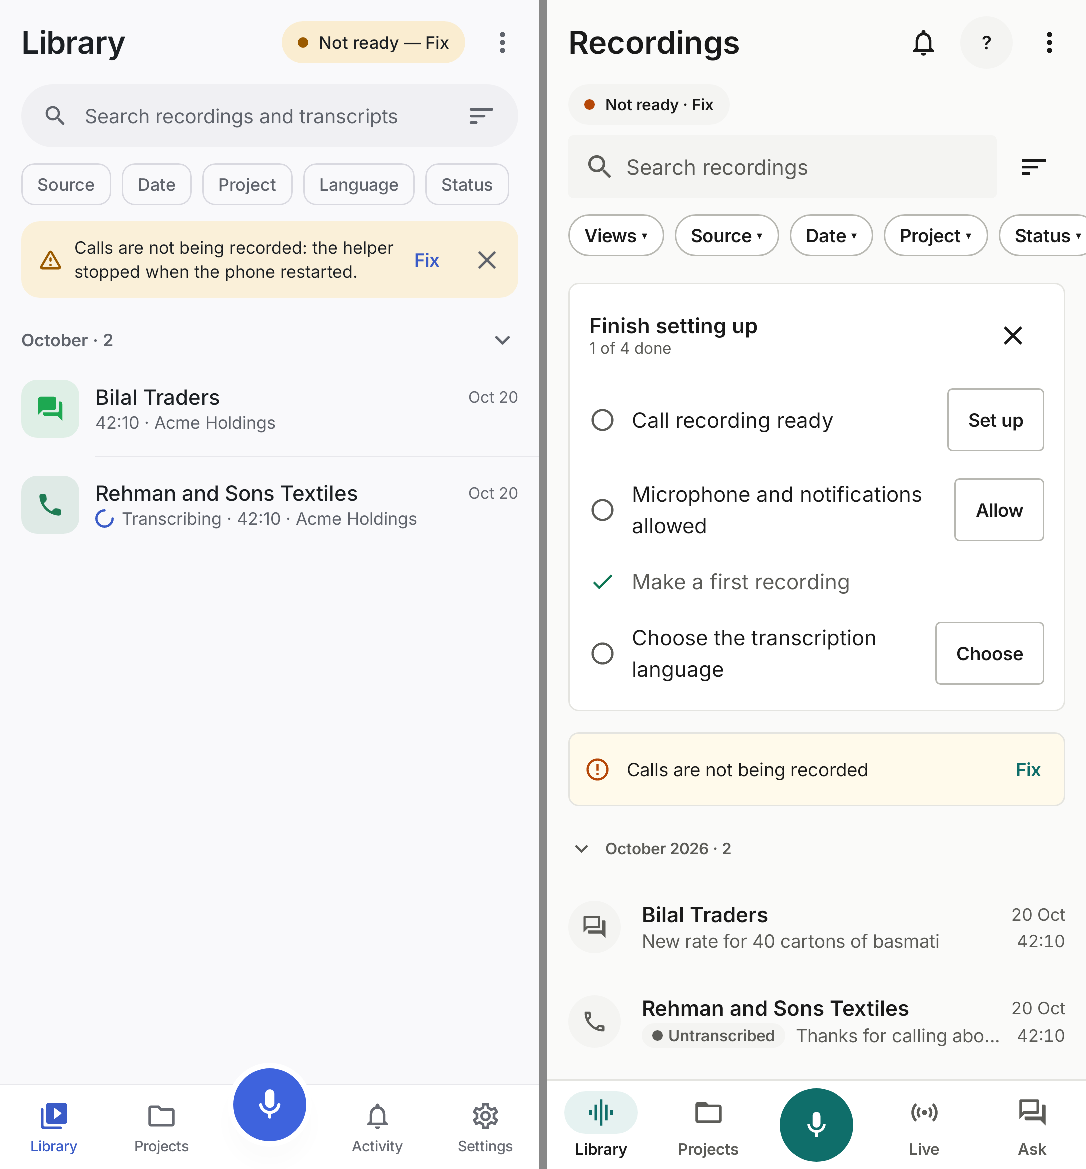 Library
Not ready — Fix
Search recordings and transcripts
Source
Date
Project
Language
Status
Calls are not being recorded: the helper
stopped when the phone restarted.
Fix
October · 2
Bilal Traders
Oct 20
42:10 · Acme Holdings
Rehman and Sons Textiles
Oct 20
Transcribing · 42:10 · Acme Holdings
Library
Projects
Activity
Settings
Recordings
?
Not ready · Fix
Search recordings
Views
Source
Date
Project
Status
Finish setting up
1 of 4 done
Call recording ready
Set up
Microphone and notifications
allowed
Allow
Make a first recording
Choose the transcription
language
Choose
Calls are not being recorded
Fix
October 2026 · 2
Bilal Traders
20 Oct
New rate for 40 cartons of basmati
42:10
Rehman and Sons Textiles
20 Oct
Untranscribed
Thanks for calling abo...
42:10
Library
Projects
Live
Ask